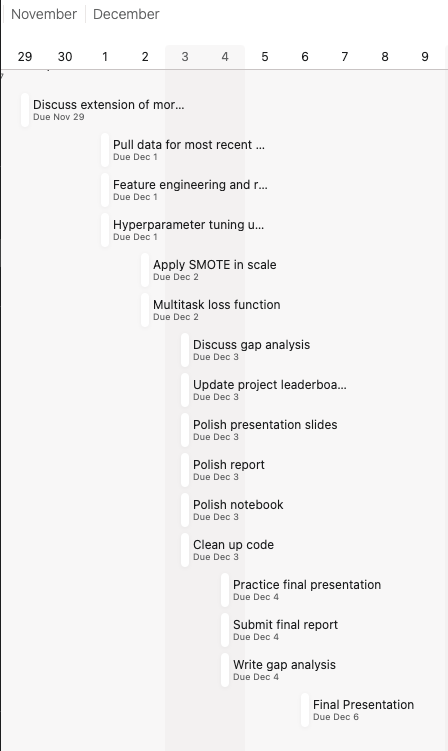 November December
29 30 1 2 3 4 5 6 7 8 9
Discuss extension of mor...
Due Nov 29
Pull data for most recent ...
Due Dec 1
Feature engineering and r...
Due Dec 1
Hyperparameter tuning u...
Due Dec 1
Apply SMOTE in scale
Due Dec 2
Multitask loss function
Due Dec 2
Discuss gap analysis
Due Dec 3
Update project leaderboa...
Due Dec 3
Polish presentation slides
Due Dec 3
Polish report
Due Dec 3
Polish notebook
Due Dec 3
Clean up code
Due Dec 3
Practice final presentation
Due Dec 4
Submit final report
Due Dec 4
Write gap analysis
Due Dec 4
Final Presentation
Due Dec 6